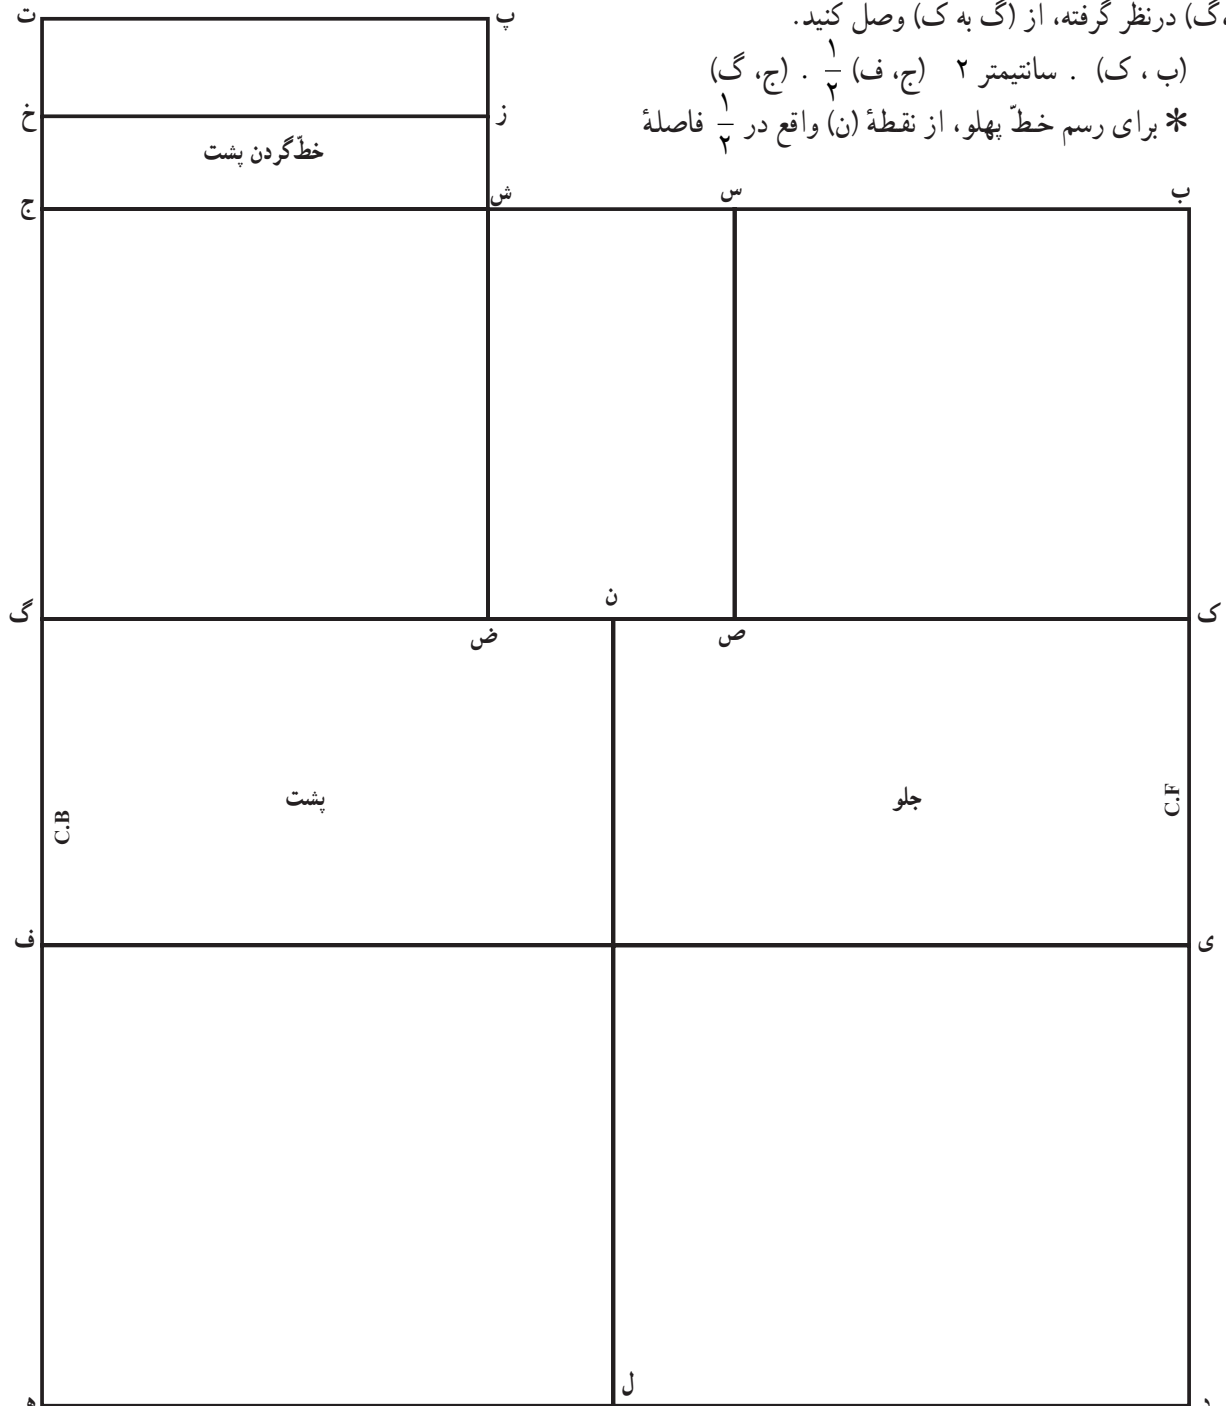 ،گ) درنظر گرفته، از (گ به ک) وصل کنید.
(ب ، ک) . سانتیمتر ۲ (ج، ف) ۱/۲ . (ج، گ)
* برای رسم خطّ پهلو، از نقطهٔ (ن) واقع در ۱/۲ فاصلهٔ
پ
ت
ز
خ
خطّ گردن پشت
ب
س
ش
ج
ک
ن
گ
ص
ض
جلو
پشت
C.F
C.B
ی
ف
ل